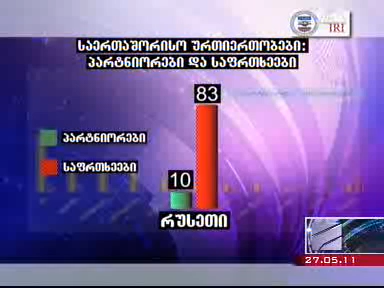 IRI
საერთაშორისო ურთიერთობები:
პარტნიორები და საფრთხეები
83
პარტნიორები
საფრთხეები
10
რუსეთი
27.05.11